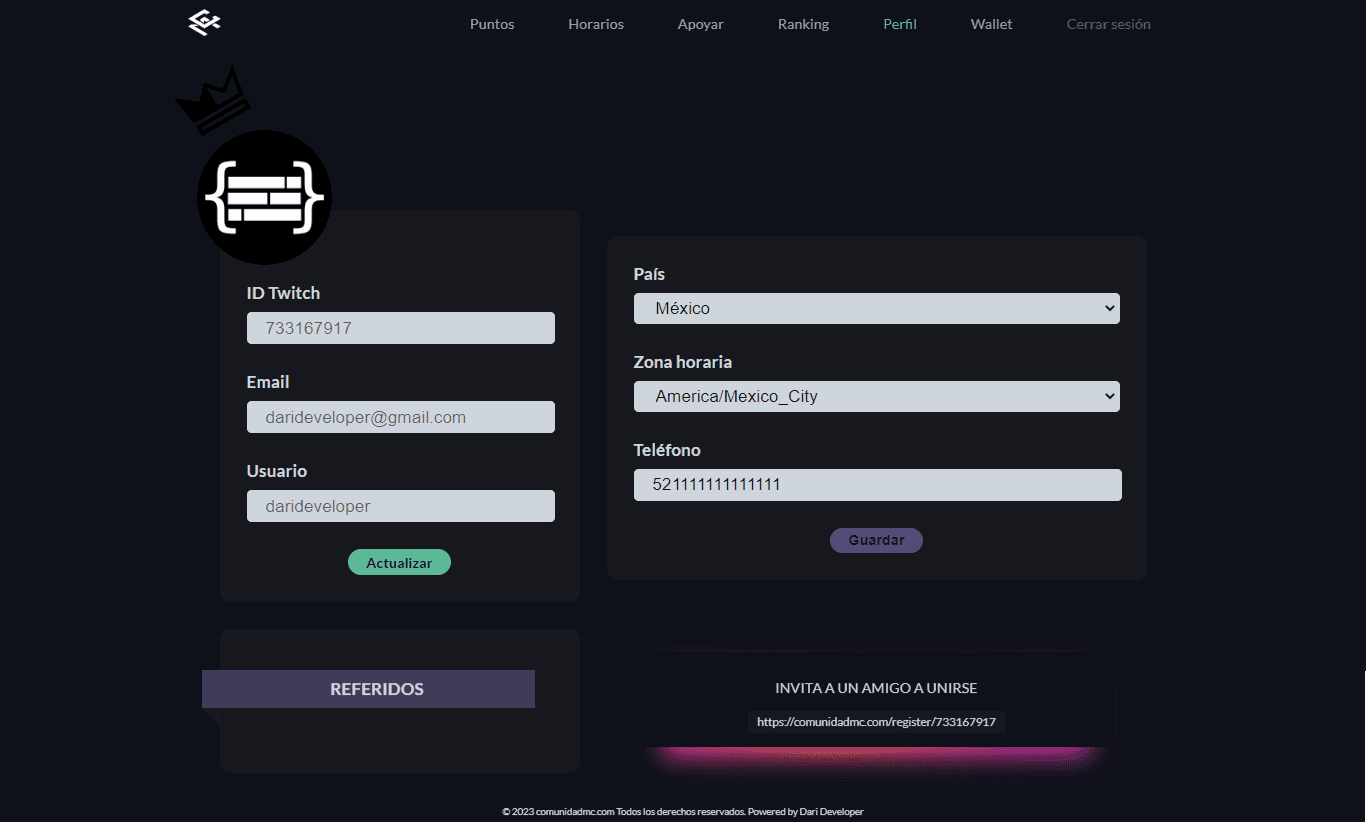 Puntos Horarios Apoyar Ranking Perfil Wallet Cerrar sesión
ID Twitch
733167917
Email
darideveloper@gmail.com
Usuario
darideveloper
Actualizar
País
México
Zona horaria
America/Mexico_City
Teléfono
521111111111111
Guardar
REFERIDOS
INVITA A UN AMIGO A UNIRSE
https://comunidadmc.com/register/733167917
© 2023 comunidadmc.com Todos los derechos reservados. Powered by Dari Developer